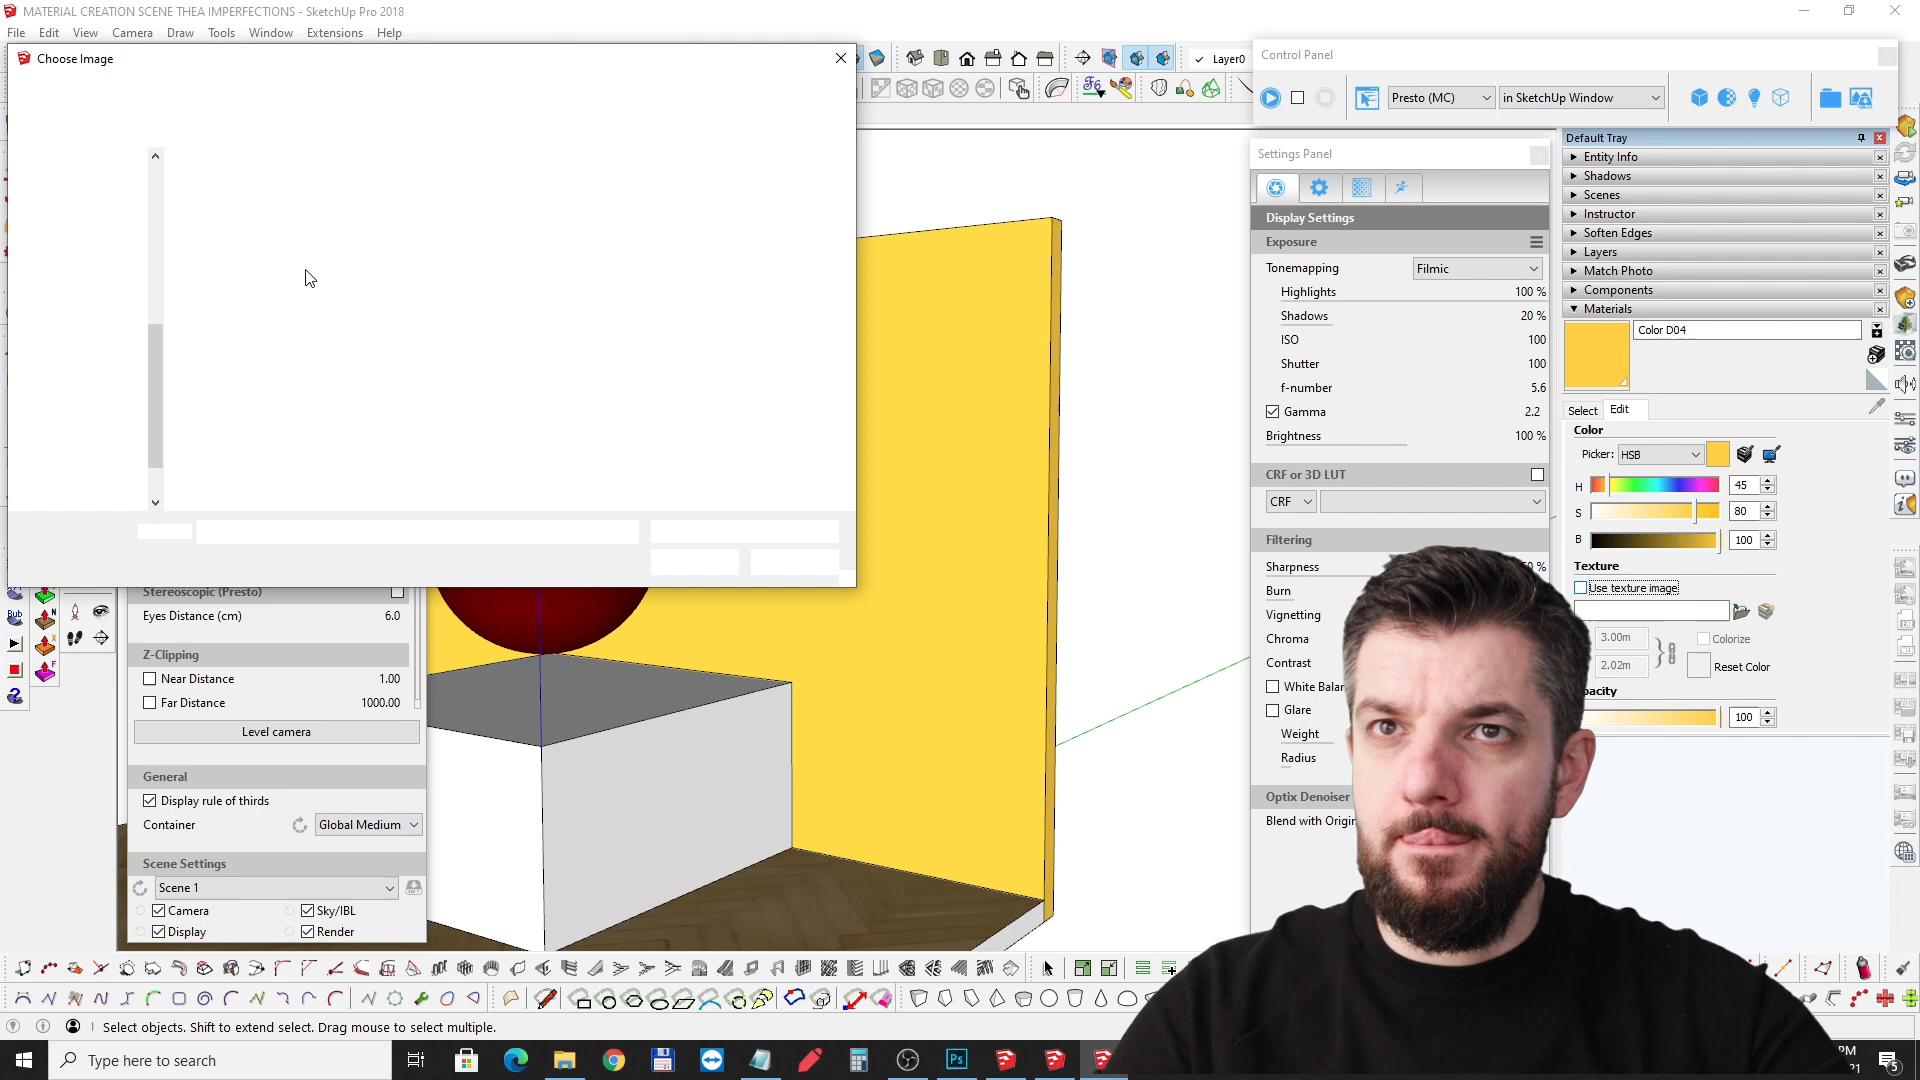 MATERIAL CREATION SCENE THEA IMPERFECTIONS - SketchUp Pro 2018
File Edit View Camera Draw Tools Window Extensions Help
Choose Image
Layer0
Control Panel
Presto (MC)
in SketchUp Window
Settings Panel
Display Settings
Exposure
Tonemapping Filmic
Highlights 100 %
Shadows 20 %
ISO 100
Shutter 100
f-number 5.6
Gamma 2.2
Brightness 100 %
CRF or 3D LUT
CRF
Filtering
Sharpness
Burn
Vignetting
Chroma
Contrast
White Balan
Glare
Weight
Radius
Optix Denoiser
Blend with Origin
Default Tray
Entity Info
Shadows
Scenes
Instructor
Soften Edges
Layers
Match Photo
Components
Materials
Color D04
Select Edit
Color
Picker: HSB
H 45
S 80
B 100
Texture
Use texture image
3.00m
Colorize
2.02m
Reset Color
pacity
100
Stereoscopic (Presto)
Eyes Distance (cm) 6.0
Z-Clipping
Near Distance 1.00
Far Distance 1000.00
Level camera
General
Display rule of thirds
Container Global Medium
Scene Settings
Scene 1
Camera Sky/IBL
Display Render
Bub
Select objects. Shift to extend select. Drag mouse to select multiple.
Type here to search
Ps
PM
21
5